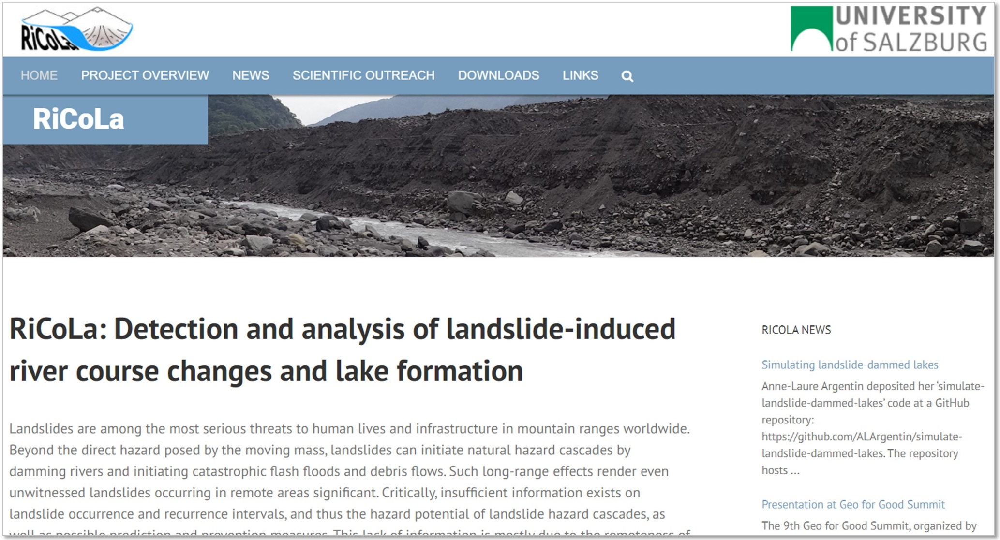 RiCoLa
UNIVERSITY
of SALZBURG
HOME PROJECT OVERVIEW NEWS SCIENTIFIC OUTREACH DOWNLOADS LINKS
RiCoLa
RiCoLa: Detection and analysis of landslide-induced
river course changes and lake formation
Landslides are among the most serious threats to human lives and infrastructure in mountain ranges worldwide.
Beyond the direct hazard posed by the moving mass, landslides can initiate natural hazard cascades by
damming rivers and initiating catastrophic flash floods and debris flows. Such long-range effects render even
unwitnessed landslides occurring in remote areas significant. Critically, insufficient information exists on
landslide occurrence and recurrence intervals, and thus the hazard potential of landslide hazard cascades, as
well as possible prediction and prevention measures. This lack of information is mostly due to the remoteness of
RICOLA NEWS
Simulating landslide-dammed lakes
Anne-Laure Argentin deposited her ‘simulate-
landslide-dammed-lakes’ code at a GitHub
repository:
https://github.com/ALArgentin/simulate-
landslide-dammed-lakes. The repository
hosts ...
Presentation at Geo for Good Summit
The 9th Geo for Good Summit, organized by